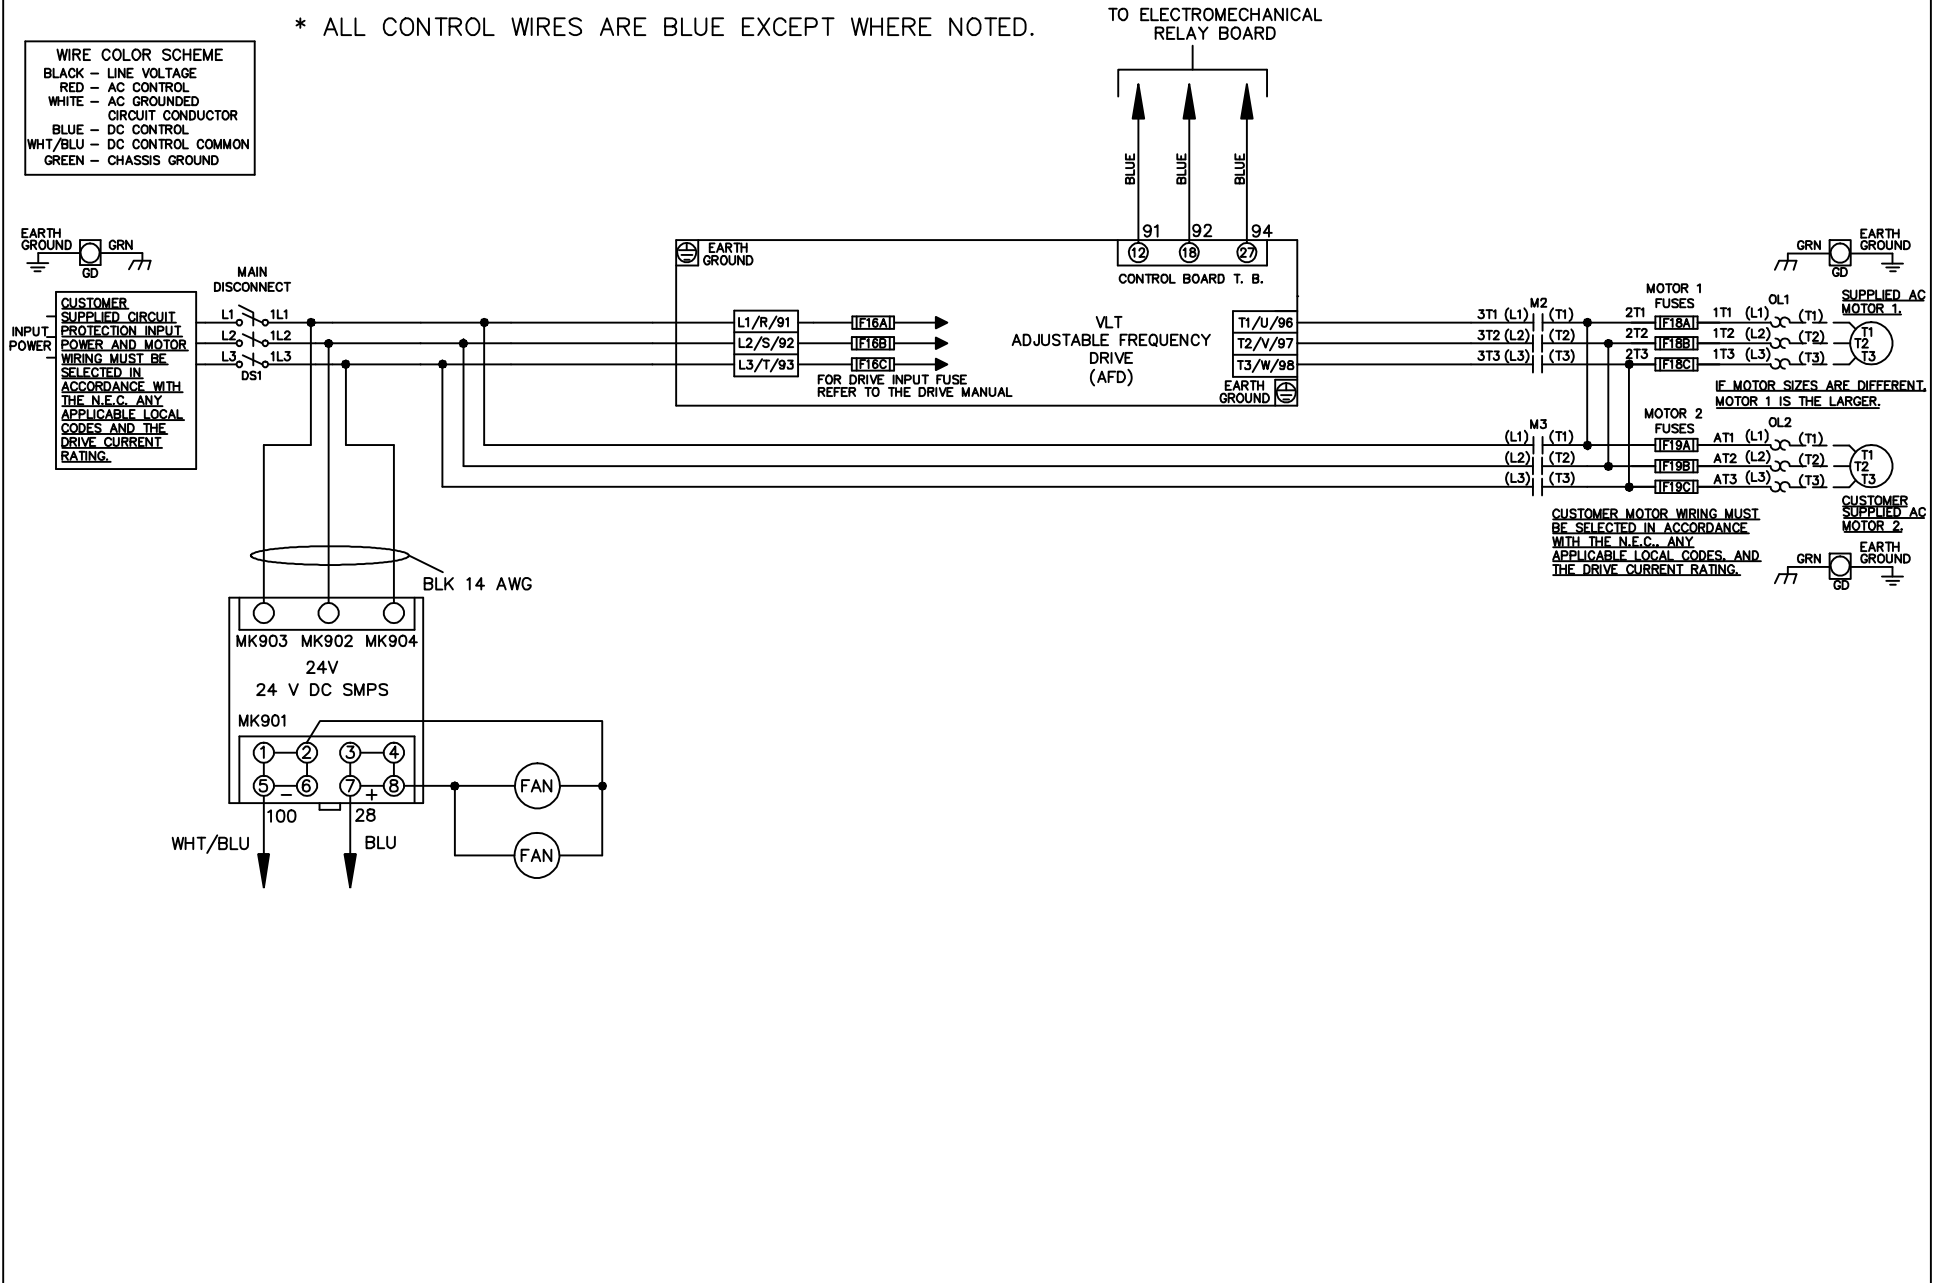 * ALL CONTROL WIRES ARE BLUE EXCEPT WHERE NOTED.
TO ELECTROMECHANICAL
RELAY BOARD
WIRE COLOR SCHEME
BLACK – LINE VOLTAGE
RED – AC CONTROL
WHITE – AC GROUNDED
CIRCUIT CONDUCTOR
BLUE – DC CONTROL
WHT/BLU – DC CONTROL COMMON
GREEN – CHASSIS GROUND
BLUE
BLUE
BLUE
91
92
94
12
18
27
CONTROL BOARD T. B.
EARTH
GROUND
GRN
GD
MAIN
DISCONNECT
L1
1L1
L2
1L2
L3
1L3
DS1
INPUT
POWER
CUSTOMER
SUPPLIED CIRCUIT
PROTECTION INPUT
POWER AND MOTOR
WIRING MUST BE
SELECTED IN
ACCORDANCE WITH
THE N.E.C. ANY
APPLICABLE LOCAL
CODES AND THE
DRIVE CURRENT
RATING.
EARTH
GROUND
L1/R/91
L2/S/92
L3/T/93
F16A
F16B
F16C
FOR DRIVE INPUT FUSE
REFER TO THE DRIVE MANUAL
VLT
ADJUSTABLE FREQUENCY
DRIVE
(AFD)
T1/U/96
T2/V/97
T3/W/98
EARTH
GROUND
M2
3T1 (L1) (T1)
3T2 (L2) (T2)
3T3 (L3) (T3)
2T1
2T2
2T3
MOTOR 1
FUSES
F18A
F18B
F18C
1T1 (L1)
1T2 (L2)
1T3 (L3)
OL1
(T1)
(T2)
(T3)
GRN
EARTH
GROUND
GD
SUPPLIED AC
MOTOR 1.
T1
T2
T3
IF MOTOR SIZES ARE DIFFERENT,
MOTOR 1 IS THE LARGER.
M3
(L1) (T1)
(L2) (T2)
(L3) (T3)
MOTOR 2
FUSES
F19A
F19B
F19C
AT1 (L1)
AT2 (L2)
AT3 (L3)
OL2
(T1)
(T2)
(T3)
T1
T2
T3
CUSTOMER
SUPPLIED AC
MOTOR 2.
CUSTOMER MOTOR WIRING MUST
BE SELECTED IN ACCORDANCE
WITH THE N.E.C., ANY
APPLICABLE LOCAL CODES, AND
THE DRIVE CURRENT RATING.
GRN
EARTH
GROUND
GD
BLK 14 AWG
MK903 MK902 MK904
24V
24 V DC SMPS
MK901
1 2 3 4
5 – 6 7 + 8
100
28
WHT/BLU
BLU
FAN
FAN